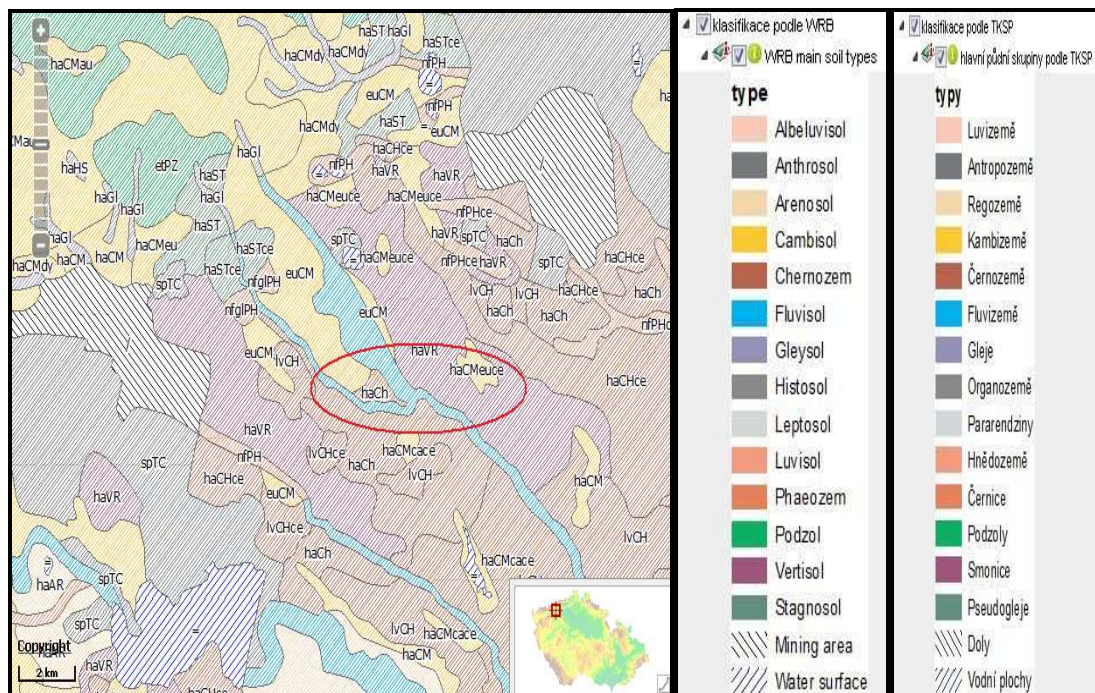 haST haGl
haCMdy
haCMdy
haSTce
nfPH
haCMau
euCM
haCMdy
haST
euCM
haCHce
haGl
nfPH
haVR
haVR
haCMeuce
haHS
etPZ
haST
haGl
haGl
haGl
haST
haCM
haCM
haCMeu
haCMdy
spTC
haSTce
haSTce
euCM
nfglPH
nfglPH
spTC
haCMeuce
nfPHce
haVR
spTC
haCh
nfPHce
haVR
spTC
haCHce
lvCH
lvCH
haCHce
haCh
haCh
haCh
euCM
haVR
haCMeuce
euCM
lvCH
haCh
haVR
nfPH
haCHce
lvCHce
haCh
haCMcace
lvCH
spTC
haVR
euCM
lvCHce
haCh
haCM
lvCH
haCMcace
haAR
spTC
spTC
haVR
haCHce
lvCH
haCMcace
haCM
Copyright
2 km
klasifikace podle WRB
WRB main soil types
type
Albeluvisol
Anthrosol
Arenosol
Cambisol
Chernozem
Fluvisol
Gleysol
Histosol
Leptosol
Luvisol
Phaeozem
Podzol
Vertisol
Stagnosol
Mining area
Water surface
klasifikace podle TKSP
hlavní půdní skupiny podle TKSP
typy
Luvizemě
Antropozemě
Regozemě
Kambizemě
Černozemě
Fluvizemě
Gleje
Organozemě
Pararendziny
Hnědozemě
Černice
Podzoly
Smonice
Pseudogleje
Doly
Vodní plochy